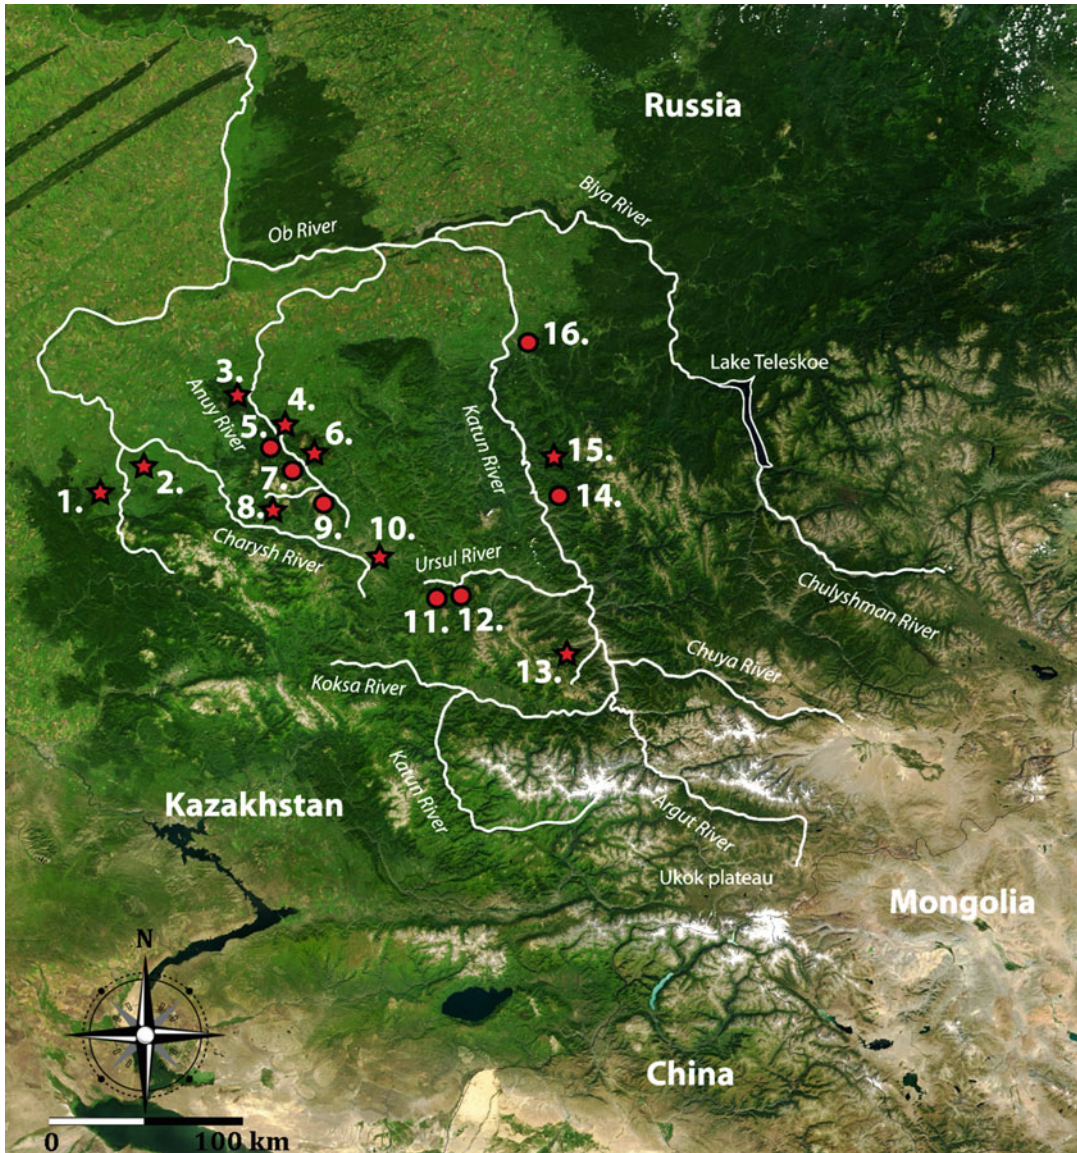 Russia
Biya River
Ob River
16.
Lake Teleskoe
3.
Anuy River
4.
Katun River
5.
6.
15.
2.
7.
1.
14.
8.
9.
10.
Charysh River
Ursul River
Chulyshman River
11.
12.
13.
Chuya River
Koksa River
Katun River
Kazakhstan
Argut River
Ukok plateau
Mongolia
N
China
0
100 km